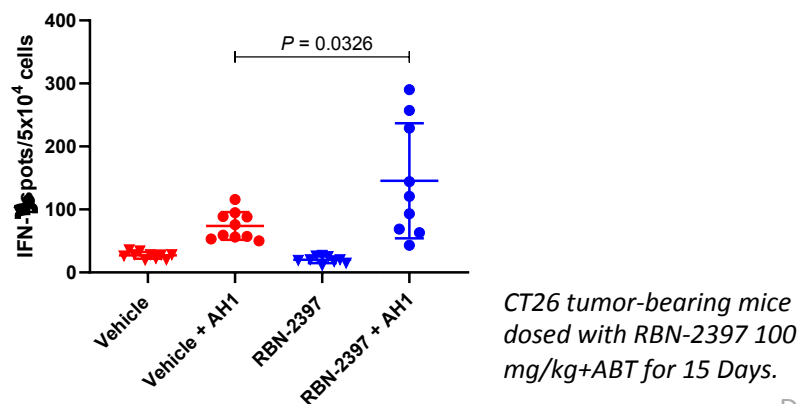 400
300
200
100
0
IFN- spots/5x10⁴ cells
P = 0.0326
Vehicle
Vehicle + AH1
RBN-2397
RBN-2397 + AH1
CT26 tumor-bearing mice
dosed with RBN-2397 100
mg/kg+ABT for 15 Days.